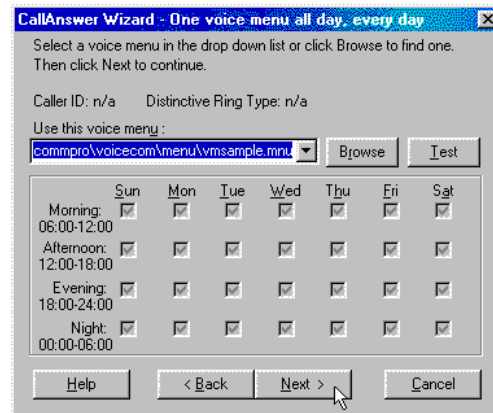 CallAnswer Wizard - One voice menu all day, every day
Select a voice menu in the drop down list or click Browse to find one.
Then click Next to continue.
Caller ID: n/a Distinctive Ring Type: n/a
Use this voice menu :
commpro\voicecom\menu\vmsample.mnu Browse Test
Sun Mon Tue Wed Thu Fri Sat
Morning:
06:00-12:00
Afternoon:
12:00-18:00
Evening:
18:00-24:00
Night:
00:00-06:00
Help < Back Next > Cancel